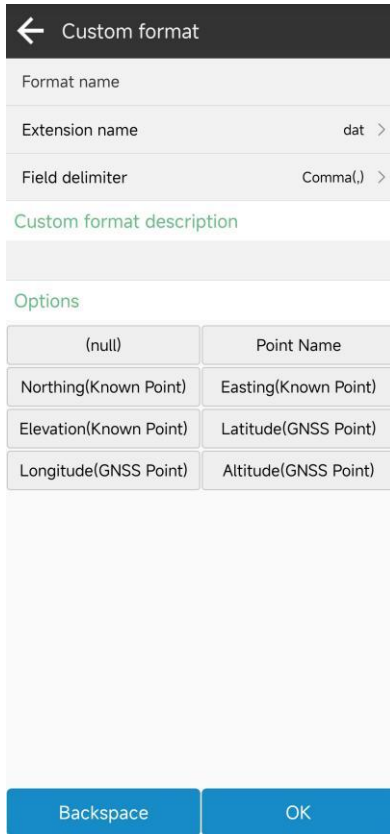 Custom format
Format name
Extension name dat
Field delimiter Comma(,)
Custom format description
Options
(null) Point Name
Northing(Known Point) Easting(Known Point)
Elevation(Known Point) Latitude(GNSS Point)
Longitude(GNSS Point) Altitude(GNSS Point)
Backspace OK